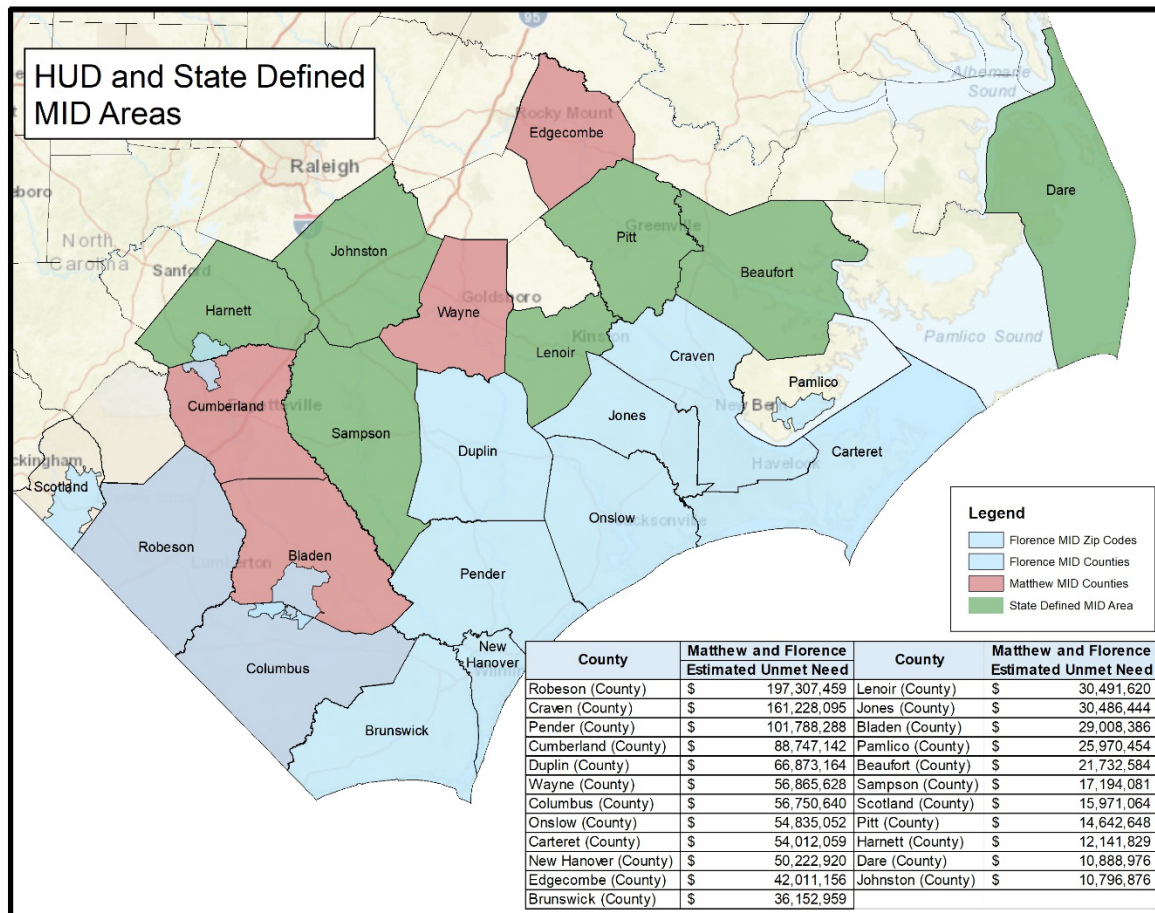 HUD and State Defined
MID Areas
95
Albemarle
Sound
Rocky Mount
Edgecombe
Raleigh
Dare
boro
Greenville
Pitt
North
Carolina
Johnston
Sanford
Beaufort
Goldsboro
Harnett
Wayne
Kinston
Pamlico Sound
Lenoir
Craven
Pamlico
Cumberland
New Bern
Jones
Sampson
Duplin
Carteret
Havelock
ckingham
Scotland
Onslow
Jacksonville
Robeson
Bladen
Lumberton
Pender
Columbus
New
Hanover
Brunswick
Legend
Florence MID Zip Codes
Florence MID Counties
Matthew MID Counties
State Defined MID Area
County Matthew and Florence Estimated Unmet Need County Matthew and Florence Estimated Unmet Need
Robeson (County) $ 197,307,459 Lenoir (County) $ 30,491,620
Craven (County) $ 161,228,095 Jones (County) $ 30,486,444
Pender (County) $ 101,788,288 Bladen (County) $ 29,008,386
Cumberland (County) $ 88,747,142 Pamlico (County) $ 25,970,454
Duplin (County) $ 66,873,164 Beaufort (County) $ 21,732,584
Wayne (County) $ 56,865,628 Sampson (County) $ 17,194,081
Columbus (County) $ 56,750,640 Scotland (County) $ 15,971,064
Onslow (County) $ 54,835,052 Pitt (County) $ 14,642,648
Carteret (County) $ 54,012,059 Harnett (County) $ 12,141,829
New Hanover (County) $ 50,222,920 Dare (County) $ 10,888,976
Edgecombe (County) $ 42,011,156 Johnston (County) $ 10,796,876
Brunswick (County) $ 36,152,959